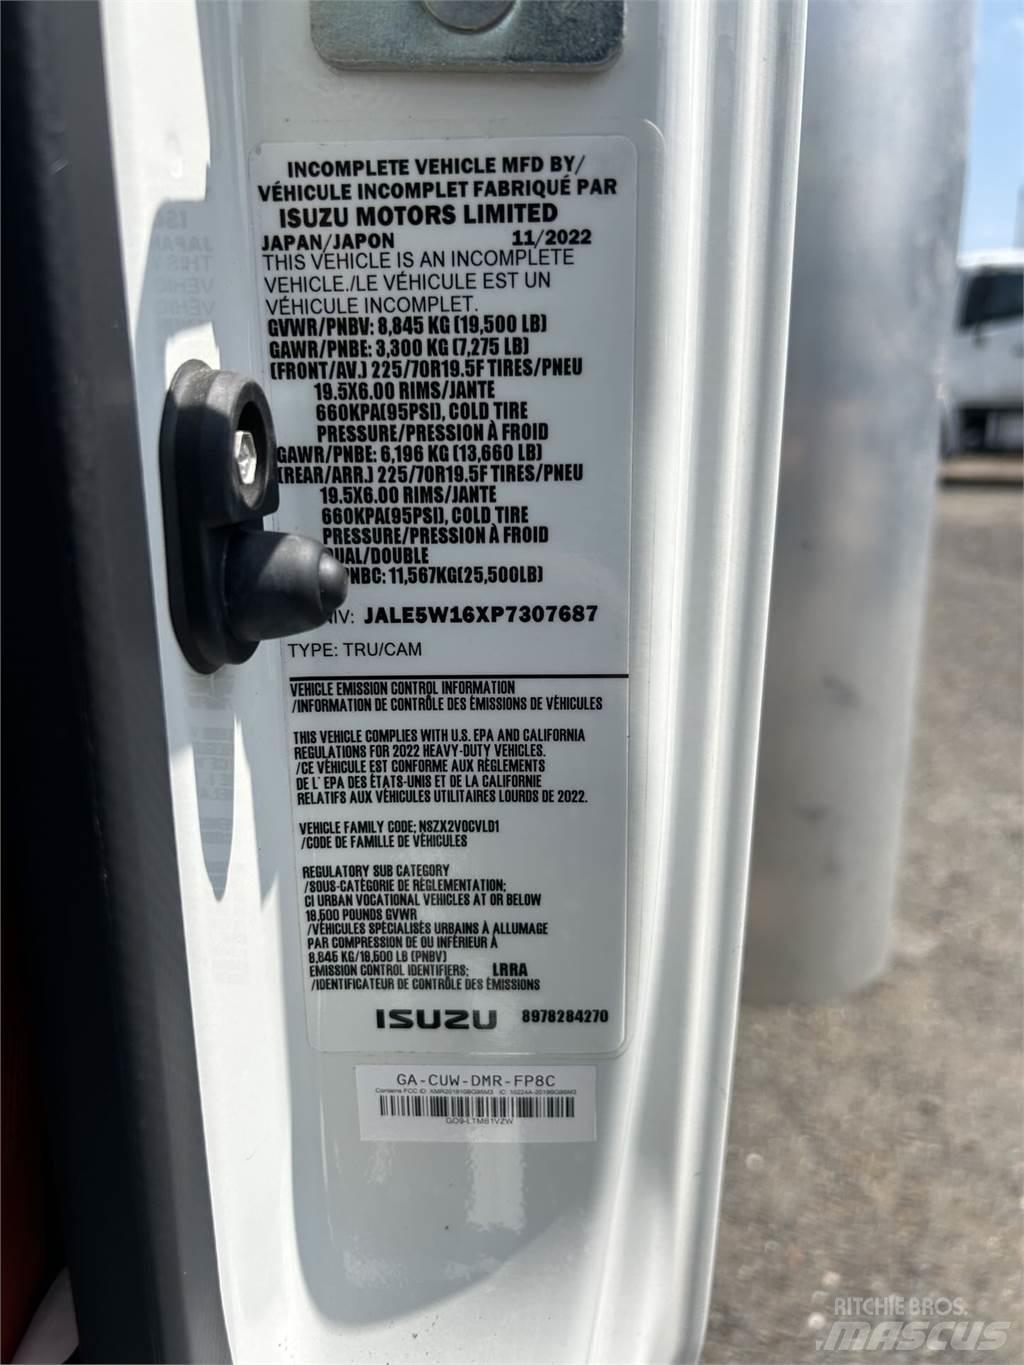 INCOMPLETE VEHICLE MFD BY/
VÉHICULE INCOMPLET FABRIQUÉ PAR
ISUZU MOTORS LIMITED
JAPAN/JAPON 11/2022
THIS VEHICLE IS AN INCOMPLETE
VEHICLE./LE VÉHICULE EST UN
VÉHICULE INCOMPLET.
GVWR/PNBV: 8,845 KG (19,500 LB)
GAWR/PNBE: 3,300 KG (7,275 LB)
(FRONT/AV.) 225/70R19.5F TIRES/PNEU
19.5X6.00 RIMS/JANTE
660KPA(95PSI), COLD TIRE
PRESSURE/PRESSION À FROID
GAWR/PNBE: 6,196 KG (13,660 LB)
(REAR/ARR.) 225/70R19.5F TIRES/PNEU
19.5X6.00 RIMS/JANTE
660KPA(95PSI), COLD TIRE
PRESSURE/PRESSION À FROID
DUAL/DOUBLE
PNBC: 11,567KG(25,500LB)
NIV: JALE5W16XP7307687
TYPE: TRU/CAM
VEHICLE EMISSION CONTROL INFORMATION
/INFORMATION DE CONTRÔLE DES ÉMISSIONS DE VÉHICULES
THIS VEHICLE COMPLIES WITH U.S. EPA AND CALIFORNIA
REGULATIONS FOR 2022 HEAVY-DUTY VEHICLES.
/CE VÉHICULE EST CONFORME AUX RÈGLEMENTS
DE L' EPA DES ÉTATS-UNIS ET DE LA CALIFORNIE
RELATIFS AUX VÉHICULES UTILITAIRES LOURDS DE 2022.
VEHICLE FAMILY CODE; NSZX2VOCVLD1
/CODE DE FAMILLE DE VÉHICULES
REGULATORY SUB CATEGORY
/SOUS-CATÉGORIE DE RÉGLEMENTATION;
CI URBAN VOCATIONAL VEHICLES AT OR BELOW
19,500 POUNDS GVWR
/VÉHICULES SPÉCIALISÉS URBAINS À ALLUMAGE
PAR COMPRESSION DE OU INFÉRIEUR À
8,845 KG/19,500 LB (PNBV)
EMISSION CONTROL IDENTIFIERS; LRRA
/IDENTIFICATEUR DE CONTRÔLE DES ÉMISSIONS
ISUZU 8978284270
GA-CUW-DMR-FP8C
Contains FCC ID:
GO9-LTM61VZW
RITCHIE BROS.
MASCUS